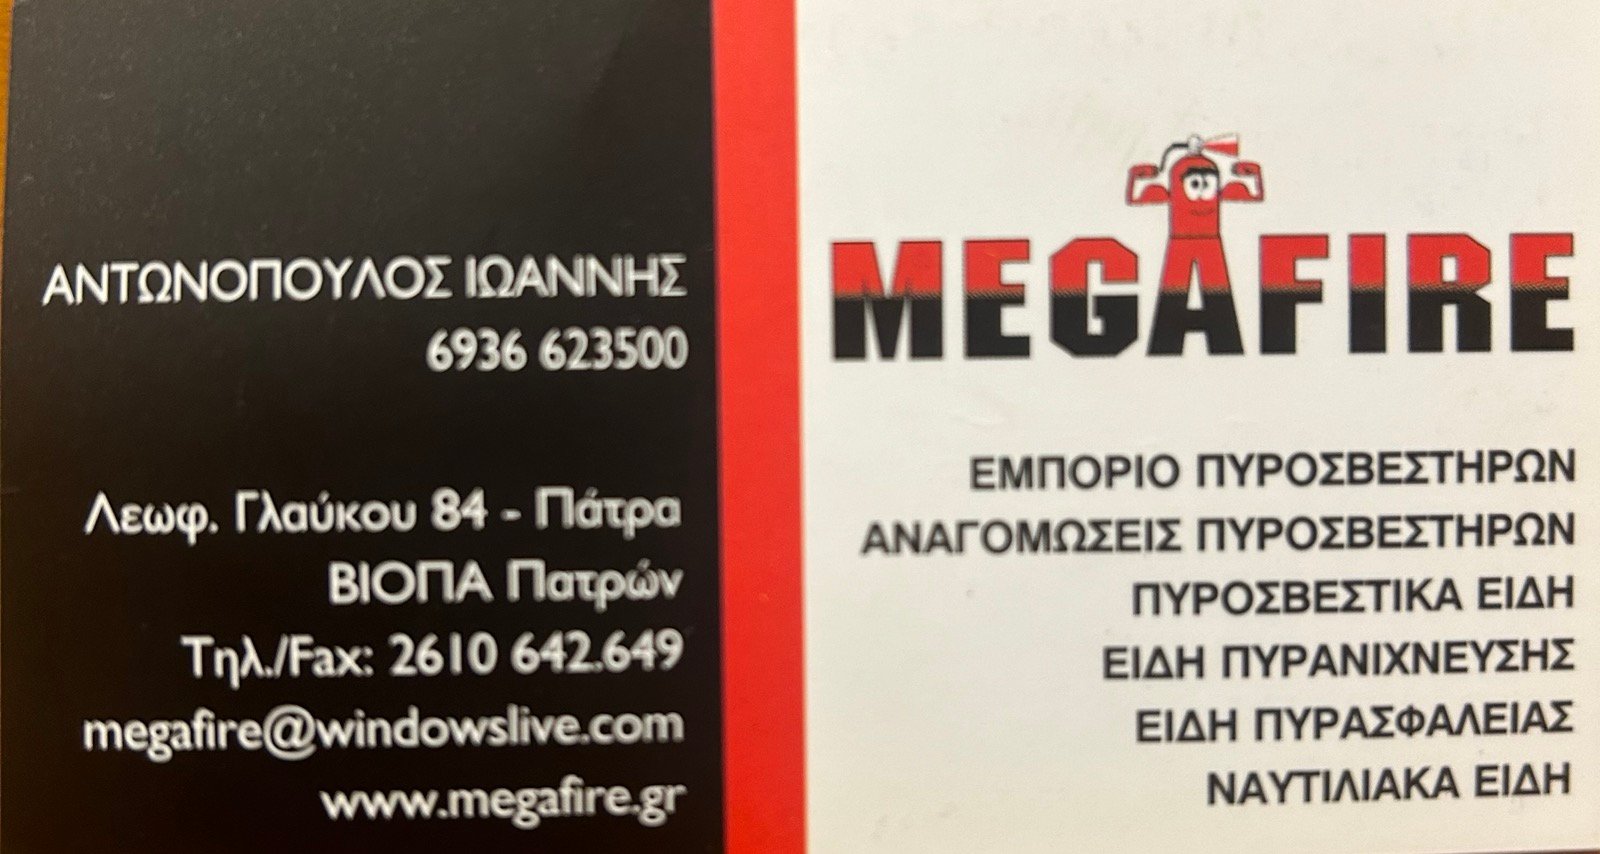 ΑΝΤΩΝΟΠΟΥΛΟΣ ΙΩΑΝΝΗΣ
6936 623500
Λεωφ. Γλαύκου 84 - Πάτρα
ΒΙΟΠΑ Πατρών
Τηλ./Fax: 2610 642.649
megafire@windowslive.com
www.megafire.gr
MEGAFIRE
ΕΜΠΟΡΙΟ ΠΥΡΟΣΒΕΣΤΗΡΩΝ
ΑΝΑΓΟΜΩΣΕΙΣ ΠΥΡΟΣΒΕΣΤΗΡΩΝ
ΠΥΡΟΣΒΕΣΤΙΚΑ ΕΙΔΗ
ΕΙΔΗ ΠΥΡΑΝΙΧΝΕΥΣΗΣ
ΕΙΔΗ ΠΥΡΑΣΦΑΛΕΙΑΣ
ΝΑΥΤΙΛΙΑΚΑ ΕΙΔΗ